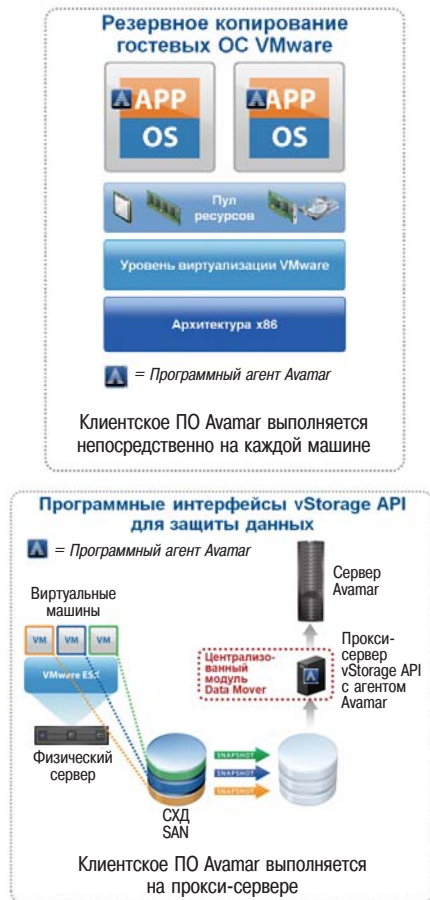 Резервное копирование
гостевых ОС VMware
APP
OS
APP
OS
Пул
ресурсов
Уровень виртуализации VMware
Архитектура x86
= Программный агент Avamar
Клиентское ПО Avamar выполняется
непосредственно на каждой машине
Программные интерфейсы vStorage API
для защиты данных
= Программный агент Avamar
Виртуальные
машины
VM
VM
VM
VMware ESX
Физический
сервер
СХД
SAN
SNAPSHOT
SNAPSHOT
SNAPSHOT
Централизо-
ванный
модуль
Data Mover
Сервер
Avamar
Прокси-
сервер
vStorage API
с агентом
Avamar
Клиентское ПО Avamar выполняется
на прокси-сервере